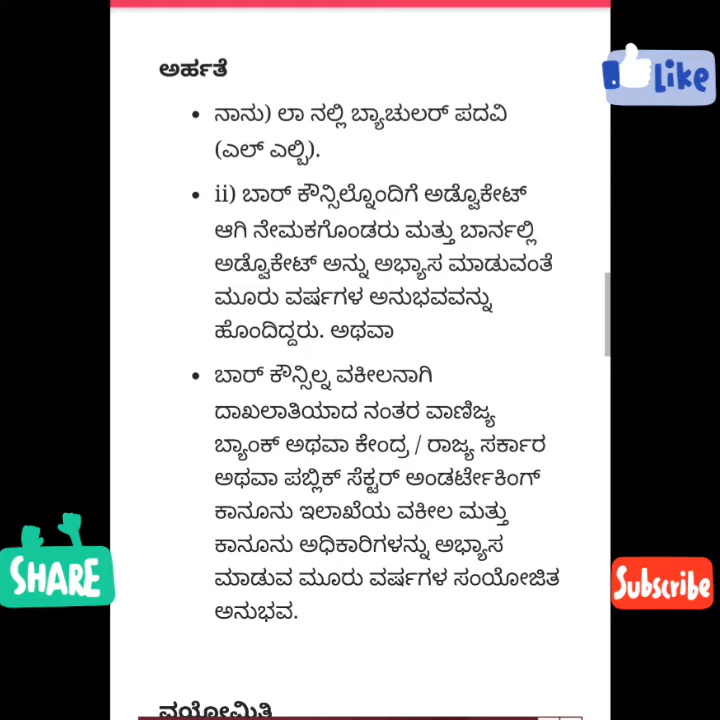 ಅರ್ಹತೆ
• ನಾನು) ಲಾ ನಲ್ಲಿ ಬ್ಯಾಚುಲರ್ ಪದವಿ
(ಎಲ್ ಎಲ್ಬಿ).
• ii) ಬಾರ್ ಕೌನ್ಸಿಲ್ನೊಂದಿಗೆ ಅಡ್ವೊಕೇಟ್
ಆಗಿ ನೇಮಕಗೊಂಡರು ಮತ್ತು ಬಾರ್ನಲ್ಲಿ
ಅಡ್ವೊಕೇಟ್ ಅನ್ನು ಅಭ್ಯಾಸ ಮಾಡುವಂತೆ
ಮೂರು ವರ್ಷಗಳ ಅನುಭವವನ್ನು
ಹೊಂದಿದ್ದರು. ಅಥವಾ
• ಬಾರ್ ಕೌನ್ಸಿಲ್ನ ವಕೀಲನಾಗಿ
ದಾಖಲಾತಿಯಾದ ನಂತರ ವಾಣಿಜ್ಯ
ಬ್ಯಾಂಕ್ ಅಥವಾ ಕೇಂದ್ರ / ರಾಜ್ಯ ಸರ್ಕಾರ
ಅಥವಾ ಪಬ್ಲಿಕ್ ಸೆಕ್ಟರ್ ಅಂಡರ್ಟೇಕಿಂಗ್
ಕಾನೂನು ಇಲಾಖೆಯ ವಕೀಲ ಮತ್ತು
ಕಾನೂನು ಅಧಿಕಾರಿಗಳನ್ನು ಅಭ್ಯಾಸ
ಮಾಡುವ ಮೂರು ವರ್ಷಗಳ ಸಂಯೋಜಿತ
ಅನುಭವ.
ವಯೋಮಿತಿ
Like
SHARE
Subscribe